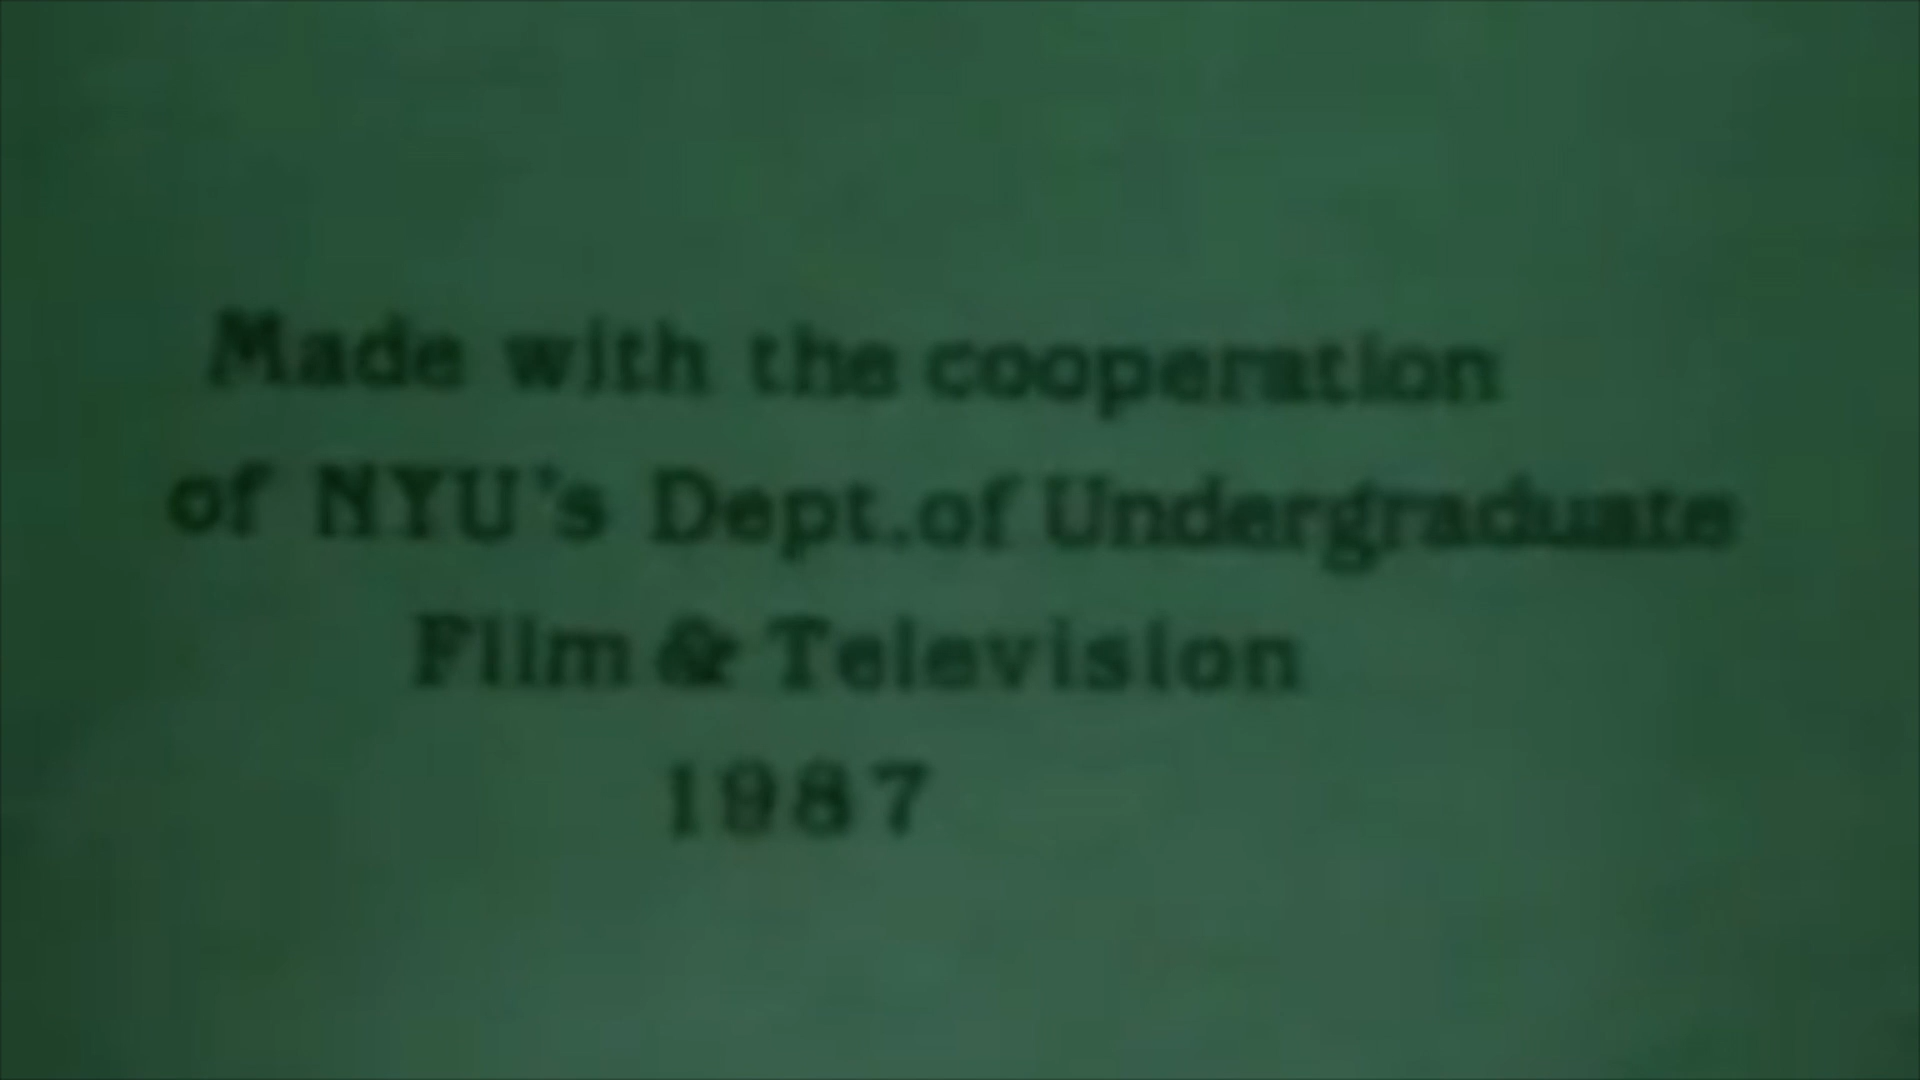 Made with the cooperation
of NYU's Dept. of Undergraduate
Film & Television
1987